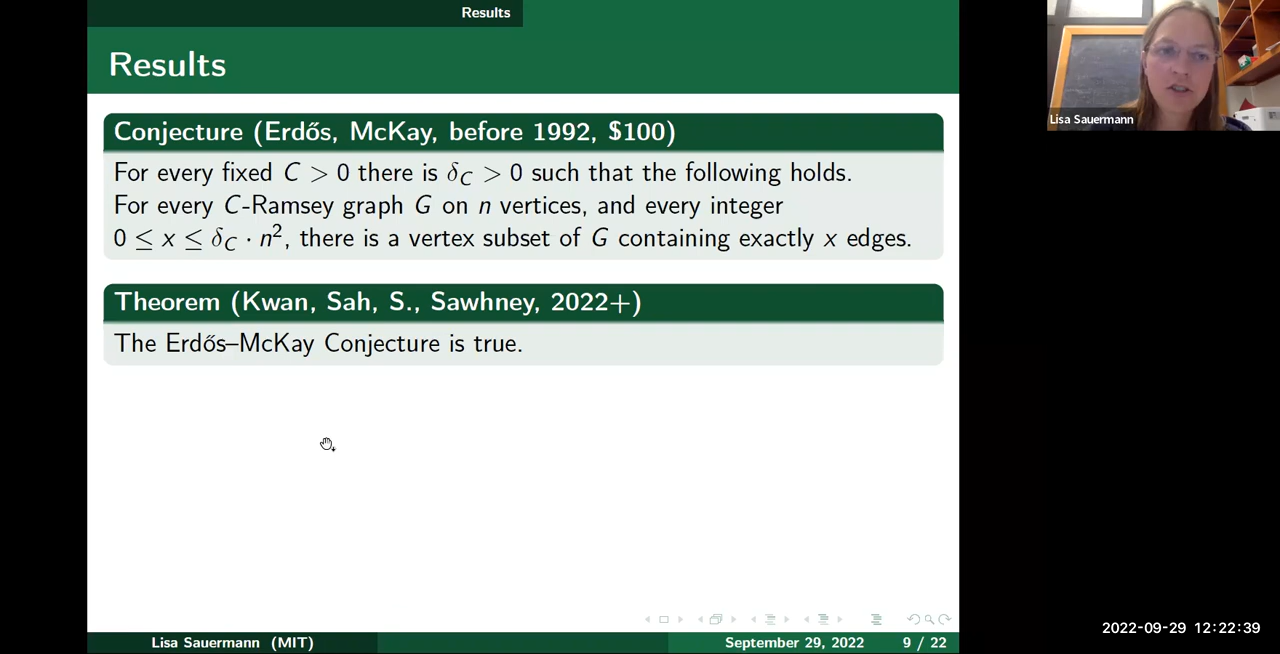 Results
Results
Conjecture (Erdős, McKay, before 1992, $100)
For every fixed C > 0 there is δ_C > 0 such that the following holds.
For every C-Ramsey graph G on n vertices, and every integer
0 ≤ x ≤ δ_C · n², there is a vertex subset of G containing exactly x edges.
Theorem (Kwan, Sah, S., Sawhney, 2022+)
The Erdős–McKay Conjecture is true.
Lisa Sauermann (MIT)
September 29, 2022
9 / 22
Lisa Sauermann
2022-09-29 12:22:39